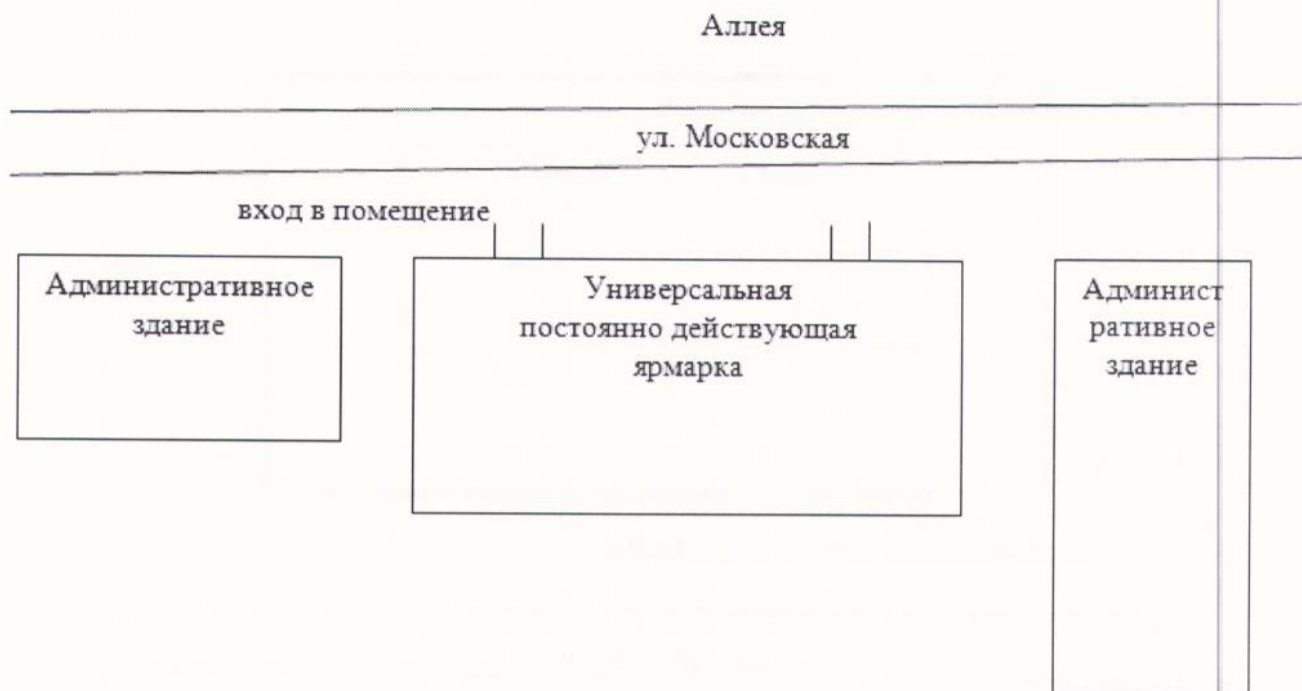 Аллея
ул. Московская
вход в помещение
Административное
здание
Универсальная
постоянно действующая
ярмарка
Админист
ративное
здание